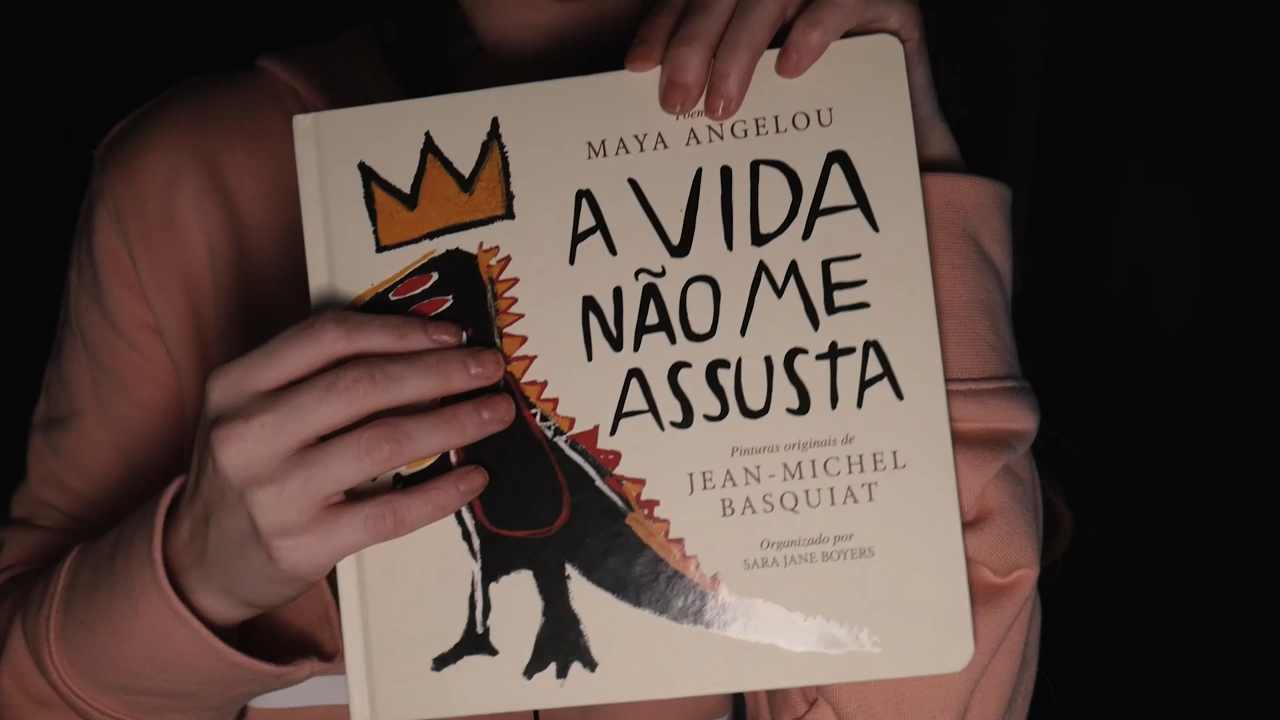 MAYA ANGELOU
A VIDA
NÃO ME
ASSUSTA
Pinturas originais de
JEAN-MICHEL
BASQUIAT
Organizado por
SARA JANE BOYERS